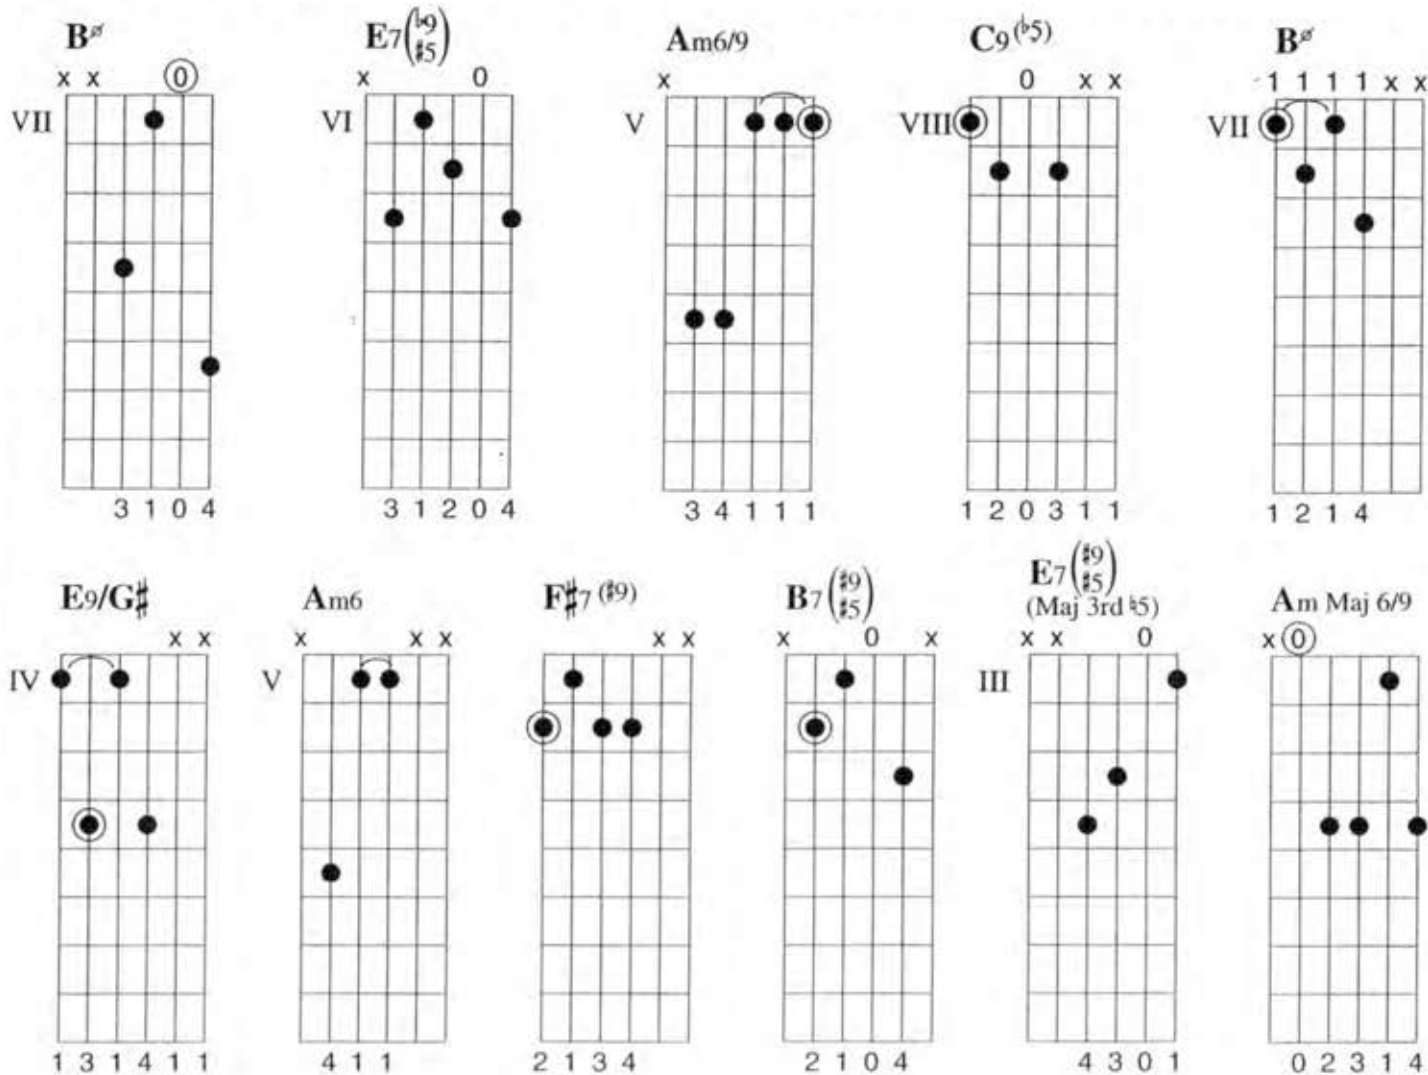 Bø E7(♭9 ♯5) Am6/9 C9(♭5) Bø
x x 0 x 0 x 0 x x 1 1 1 1 x x
VII VI V VIII VII
3 1 0 4 3 1 2 0 4 3 4 1 1 1 1 2 0 3 1 1 1 2 1 4
E9/G♯ Am6 F♯7(♯9) B7(♯9 ♯5) E7(♯9 ♯5) Am Maj 6/9
(Maj 3rd ♮5)
x x x x x x x x 0 x x x 0 x 0
IV V III
1 3 1 4 1 1 4 1 1 2 1 3 4 2 1 0 4 4 3 0 1 0 2 3 1 4